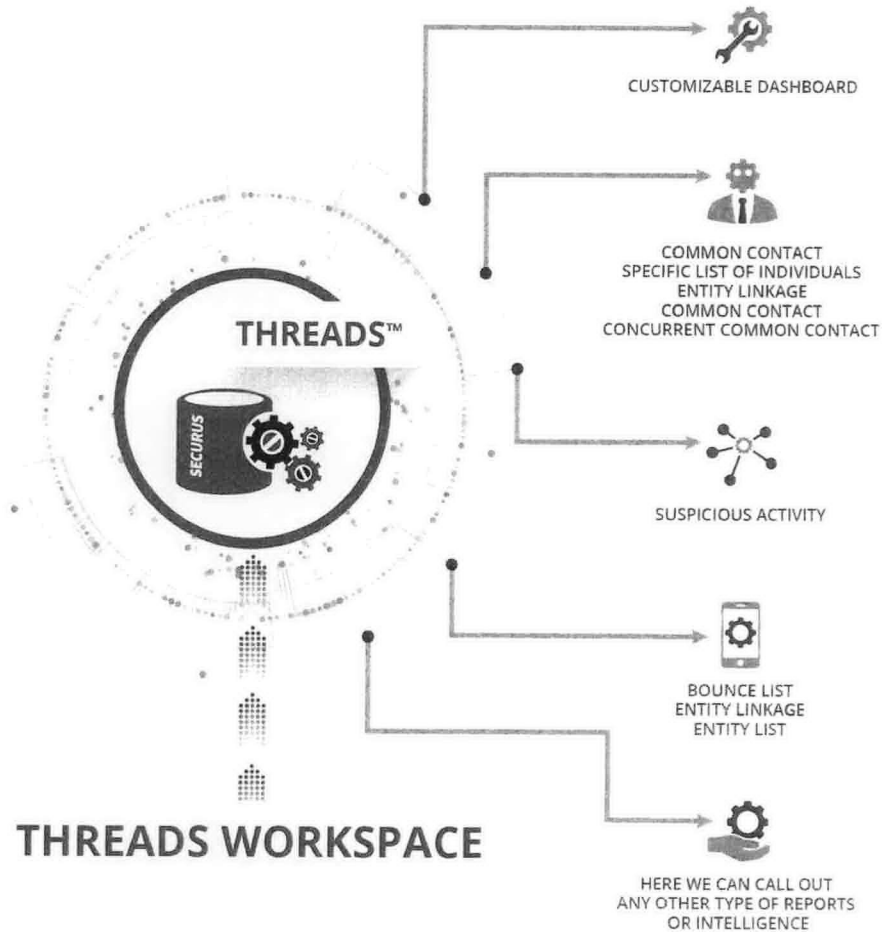 CUSTOMIZABLE DASHBOARD
COMMON CONTACT
SPECIFIC LIST OF INDIVIDUALS
ENTITY LINKAGE
COMMON CONTACT
CONCURRENT COMMON CONTACT
THREADS™
SECURUS
SUSPICIOUS ACTIVITY
BOUNCE LIST
ENTITY LINKAGE
ENTITY LIST
THREADS WORKSPACE
HERE WE CAN CALL OUT
ANY OTHER TYPE OF REPORTS
OR INTELLIGENCE